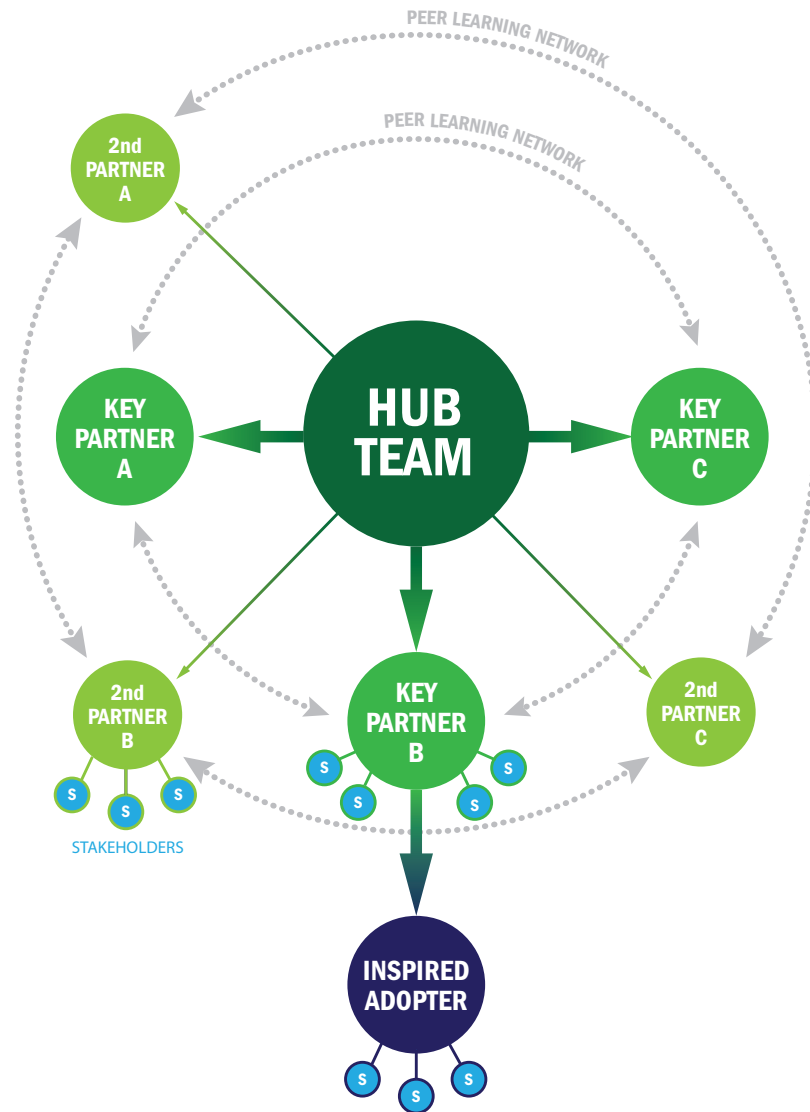 PEER LEARNING NETWORK
PEER LEARNING NETWORK
2nd
PARTNER
A
HUB
TEAM
KEY
PARTNER
A
KEY
PARTNER
C
2nd
PARTNER
B
KEY
PARTNER
B
2nd
PARTNER
C
S
S
S
S
S
S
S
STAKEHOLDERS
INSPIRED
ADOPTER
S
S
S